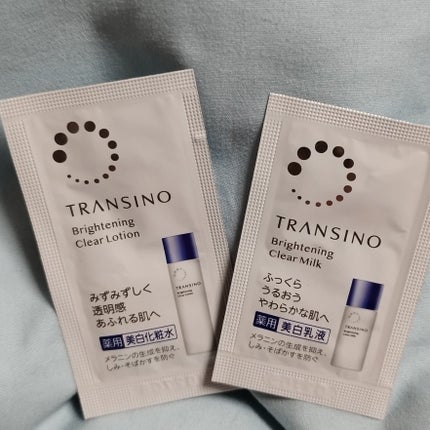 TRANSINO
Brightening
Clear Lotion
みずみずしく
透明感
あふれる肌へ
薬用 美白化粧水
メラニンの生成を抑え、
しみ・そばかすを防ぐ
TRANSINO
TRANSINO
Brightening
Clear Milk
ふっくら
うるおう
やわらかな肌へ
薬用 美白乳液
メラニンの生成を抑え、
しみ・そばかすを防ぐ
TRANSINO